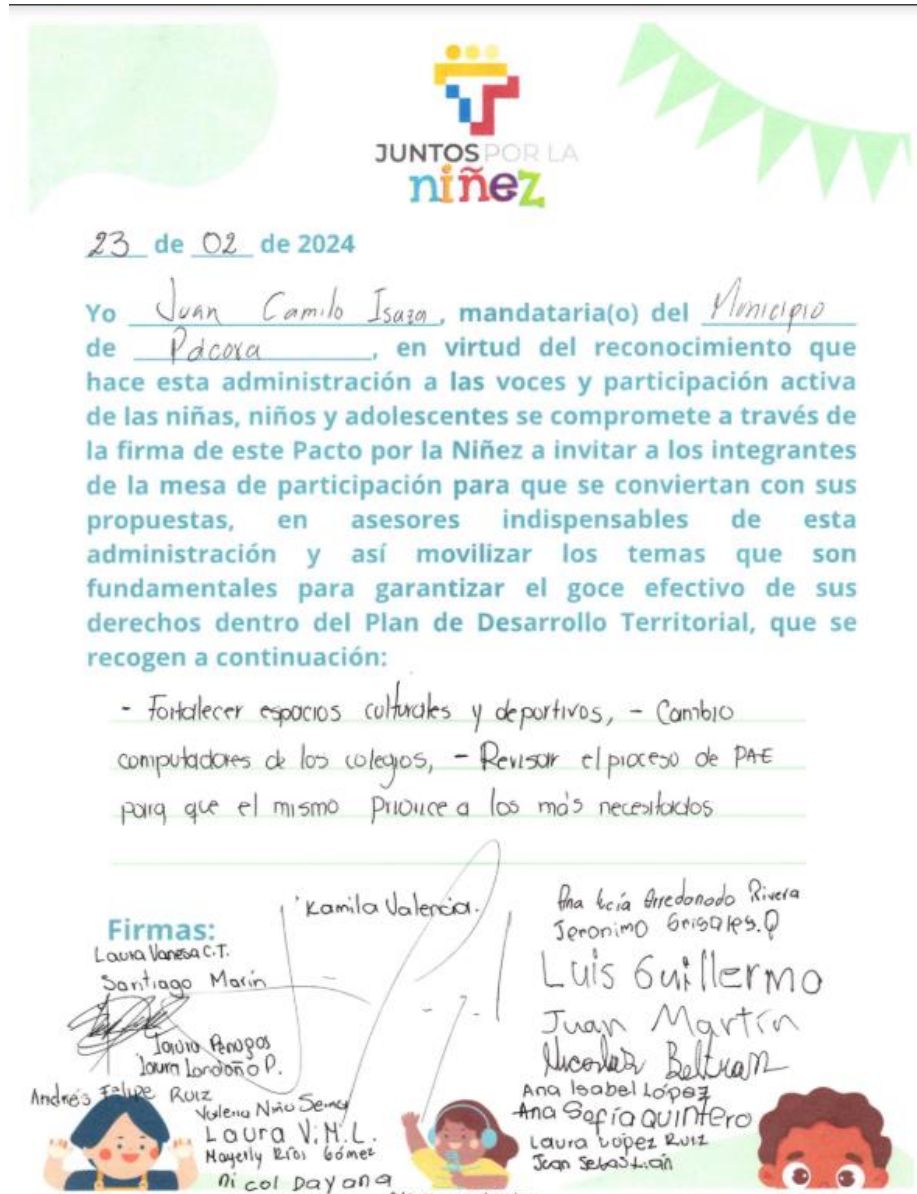 JUNTOS POR LA
niñez
23 de 02 de 2024
Yo Juan Camilo Isaza, mandataria(o) del Municipio
de Pácora, en virtud del reconocimiento que
hace esta administración a las voces y participación activa
de las niñas, niños y adolescentes se compromete a través de
la firma de este Pacto por la Niñez a invitar a los integrantes
de la mesa de participación para que se conviertan con sus
propuestas, en asesores indispensables de esta
administración y así movilizar los temas que son
fundamentales para garantizar el goce efectivo de sus
derechos dentro del Plan de Desarrollo Territorial, que se
recogen a continuación:
- Fortalecer espacios culturales y deportivos, - Cambio
computadores de los colegios, - Revisar el proceso de PAE
para que el mismo priorice a los más necesitados
Kamila Valencia.
Ana Lucía Arredondo Rivera
Jeronimo Grisales.Q
Firmas:
Laura Vanesa C.T.
Santiago Marín
Luis Guillermo
Juan Martín
Laura Penagos
Laura Londoño P.
Nicolas Beltran
Andrés Felipe Ruiz
Ana Isabel López
Valeria Niño
Ana Sofía Quintero
Laura V.M.L.
Laura López Ruiz
Mayerly Ríos Gómez
Joan Sebastián
Nicol Dayana